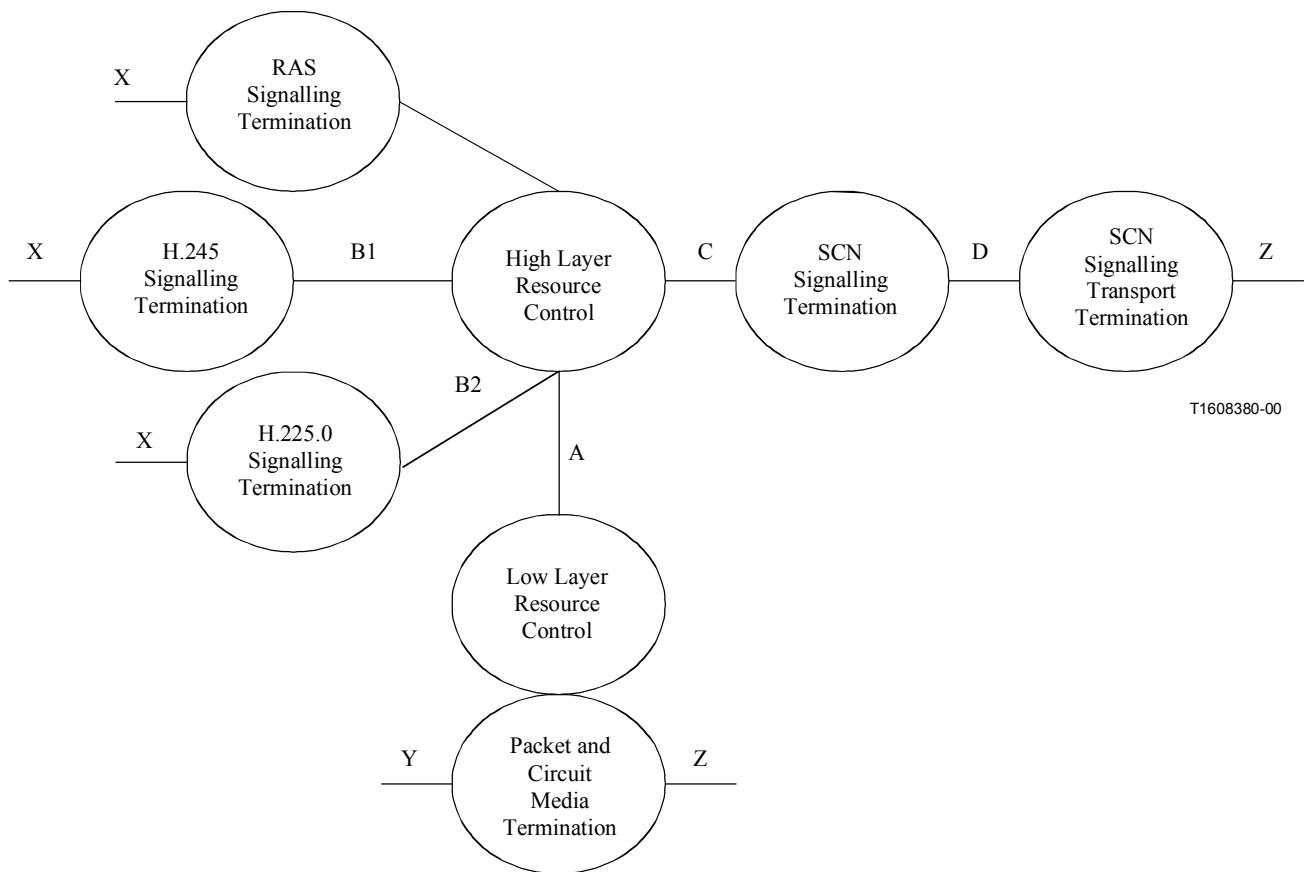 X
RAS
Signalling
Termination
X
H.245
Signalling
Termination
B1
High Layer
Resource
Control
C
SCN
Signalling
Termination
D
SCN
Signalling
Transport
Termination
Z
B2
T1608380-00
X
H.225.0
Signalling
Termination
A
Low Layer
Resource
Control
Y
Packet and
Circuit
Media
Termination
Z